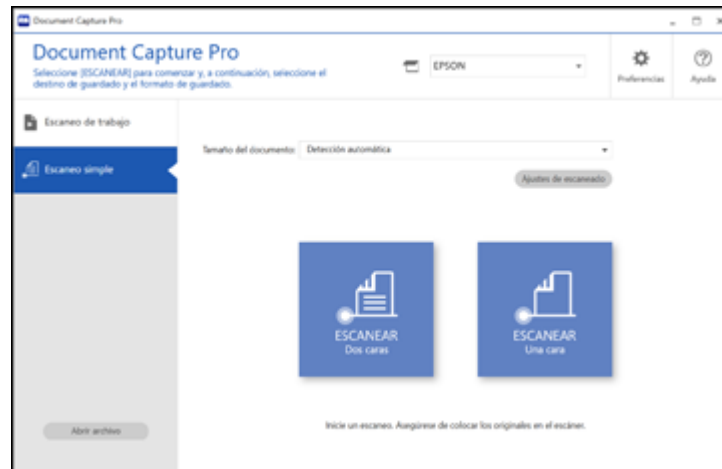 Document Capture Pro
Document Capture Pro
Seleccione [ESCANEAR] para comenzar y, a continuación, seleccione el
destino de guardado y el formato de guardado.
EPSON
Preferencias
Ayuda
Escaneo de trabajo
Escaneo simple
Tamaño del documento:
Detección automática
Ajustes de escaneado
ESCANEAR
Dos caras
ESCANEAR
Una cara
Abrir archivo
Inicie un escaneo. Asegúrese de colocar los originales en el escáner.